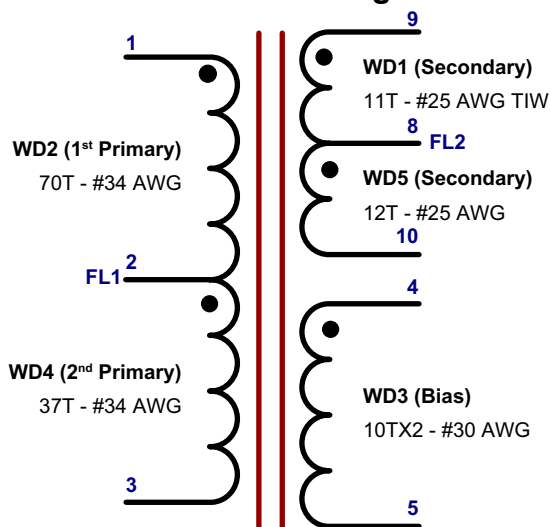 1
9
WD1 (Secondary)
11T - #25 AWG TIW
8
FL2
WD2 (1st Primary)
70T - #34 AWG
WD5 (Secondary)
12T - #25 AWG
10
2
FL1
4
WD4 (2nd Primary)
37T - #34 AWG
WD3 (Bias)
10TX2 - #30 AWG
3
5